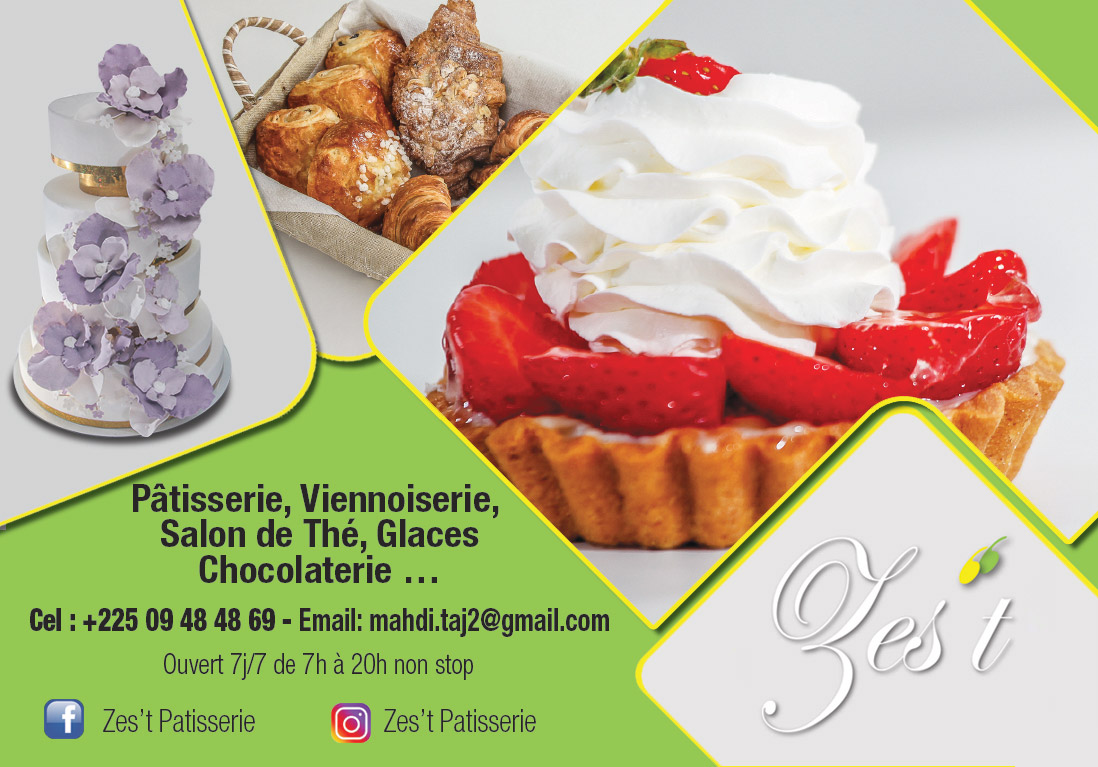 Pâtisserie, Viennoiserie,
Salon de Thé, Glaces
Chocolaterie …
Cel : +225 09 48 48 69 - Email: mahdi.taj2@gmail.com
Ouvert 7j/7 de 7h à 20h non stop
Zes't Patisserie
Zes't Patisserie
Zes't